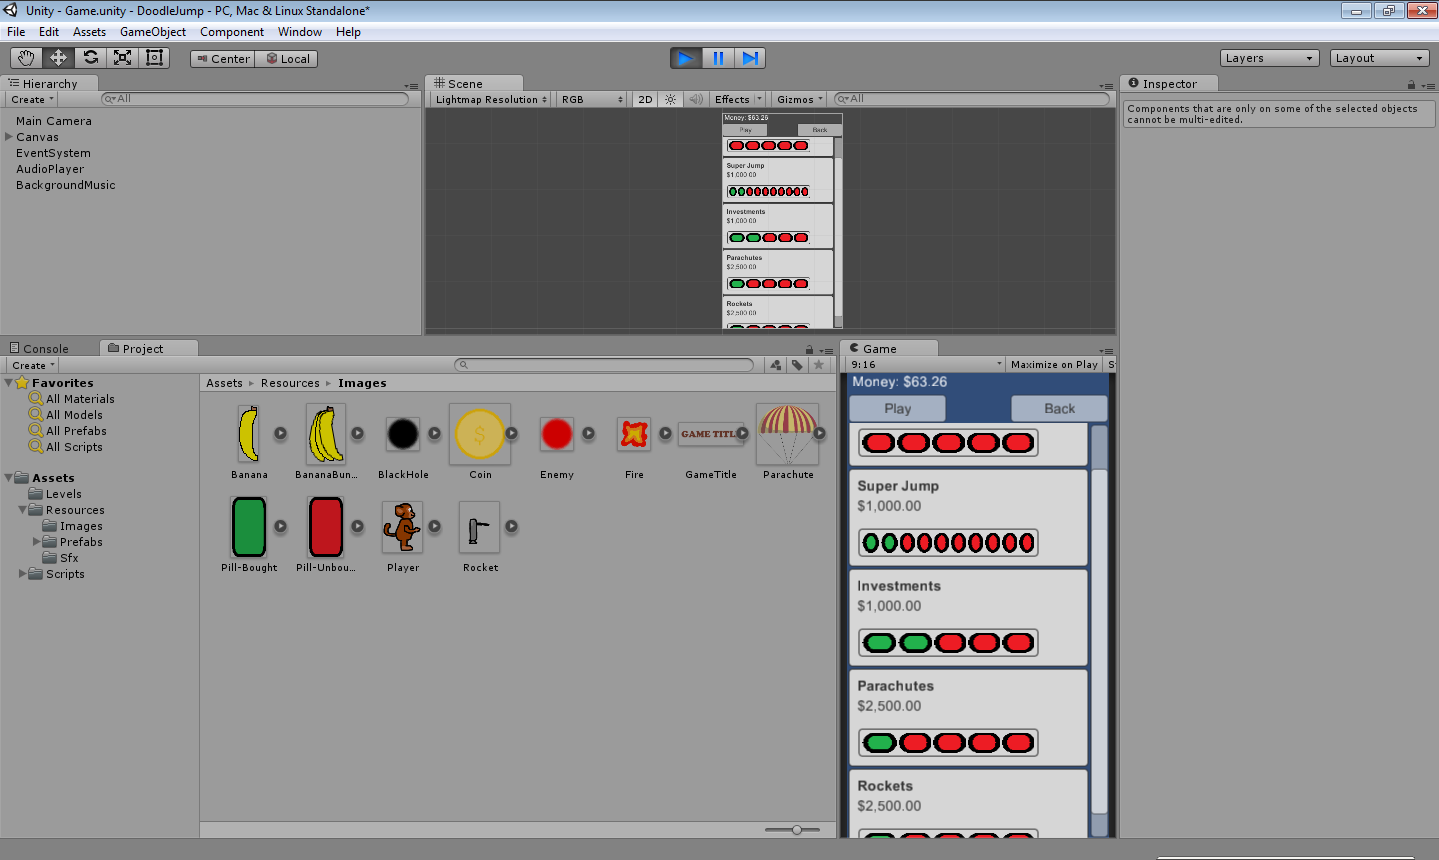 Unity - Game.unity - DoodleJump - PC, Mac & Linux Standalone*
File Edit Assets GameObject Component Window Help
Center Local Layers Layout
Hierarchy
Create All
Main Camera
Canvas
EventSystem
AudioPlayer
BackgroundMusic
Scene
Lightmap Resolution RGB 2D Effects Gizmos All
Money: $63.26
Play Back
Super Jump
$1,000.00
Investments
$1,000.00
Parachutes
$2,500.00
Rockets
$2,500.00
Inspector
Components that are only on some of the selected objects
cannot be multi-edited.
Console Project
Create
Favorites
All Materials
All Models
All Prefabs
All Scripts
Assets
Levels
Resources
Images
Prefabs
Sfx
Scripts
Assets Resources Images
GAME TITL
Banana BananaBun... BlackHole Coin Enemy Fire GameTitle Parachute
Pill-Bought Pill-Unbou... Player Rocket
Game
9:16 Maximize on Play S
Money: $63.26
Play Back
Super Jump
$1,000.00
Investments
$1,000.00
Parachutes
$2,500.00
Rockets
$2,500.00